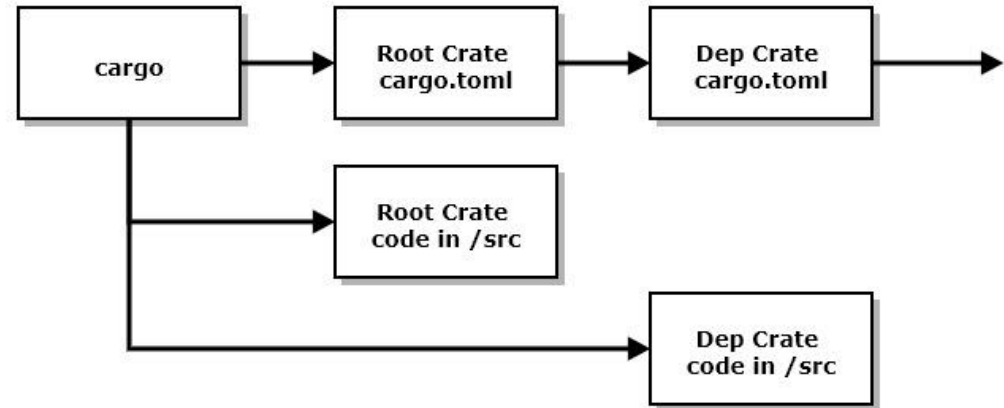 cargo
Root Crate
cargo.toml
Dep Crate
cargo.toml
Root Crate
code in /src
Dep Crate
code in /src